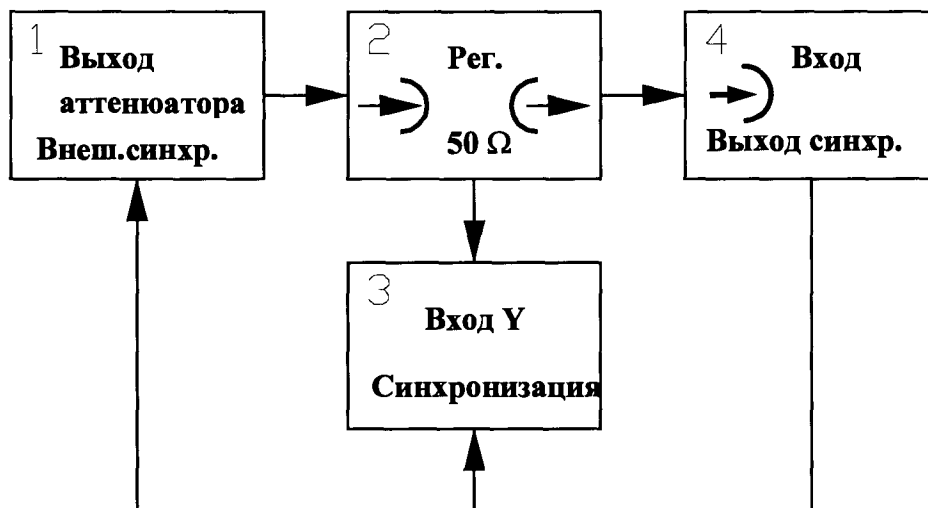 1
Выход
аттенюатора
Внеш.синхр.
2
Рег.
50 Ω
4
Вход
Выход синхр.
3
Вход Y
Синхронизация